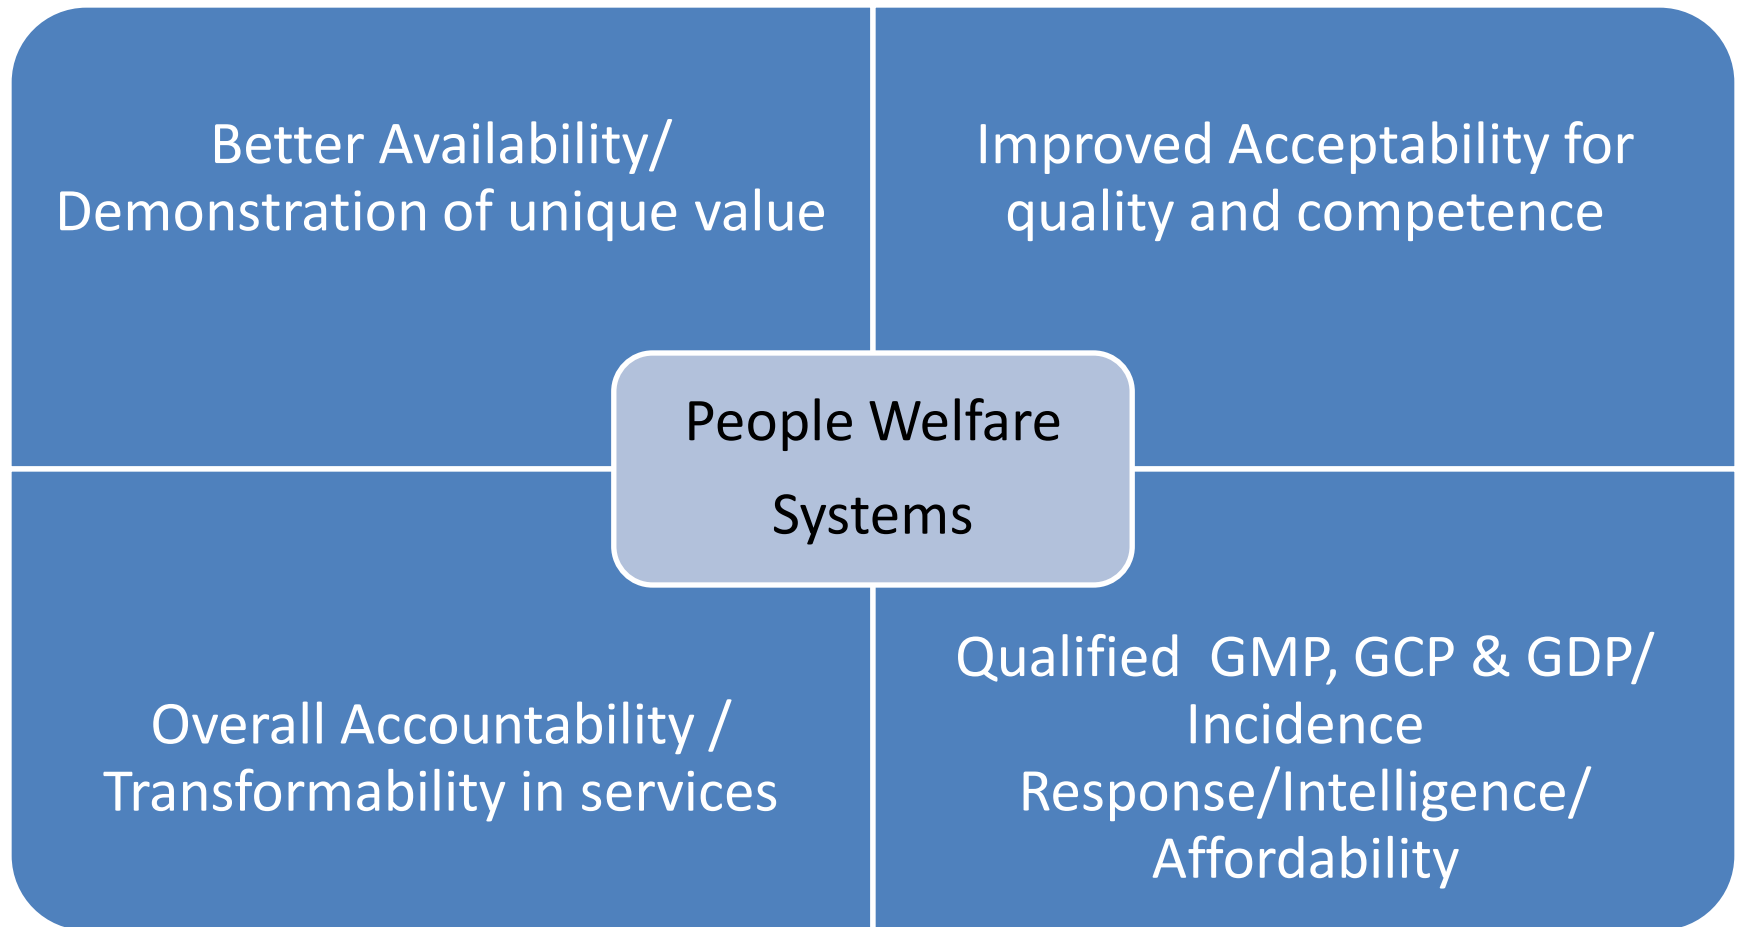 Better Availability/
Demonstration of unique value
Improved Acceptability for
quality and competence
People Welfare
Systems
Overall Accountability /
Transformability in services
Qualified  GMP, GCP & GDP/
Incidence
Response/Intelligence/
Affordability